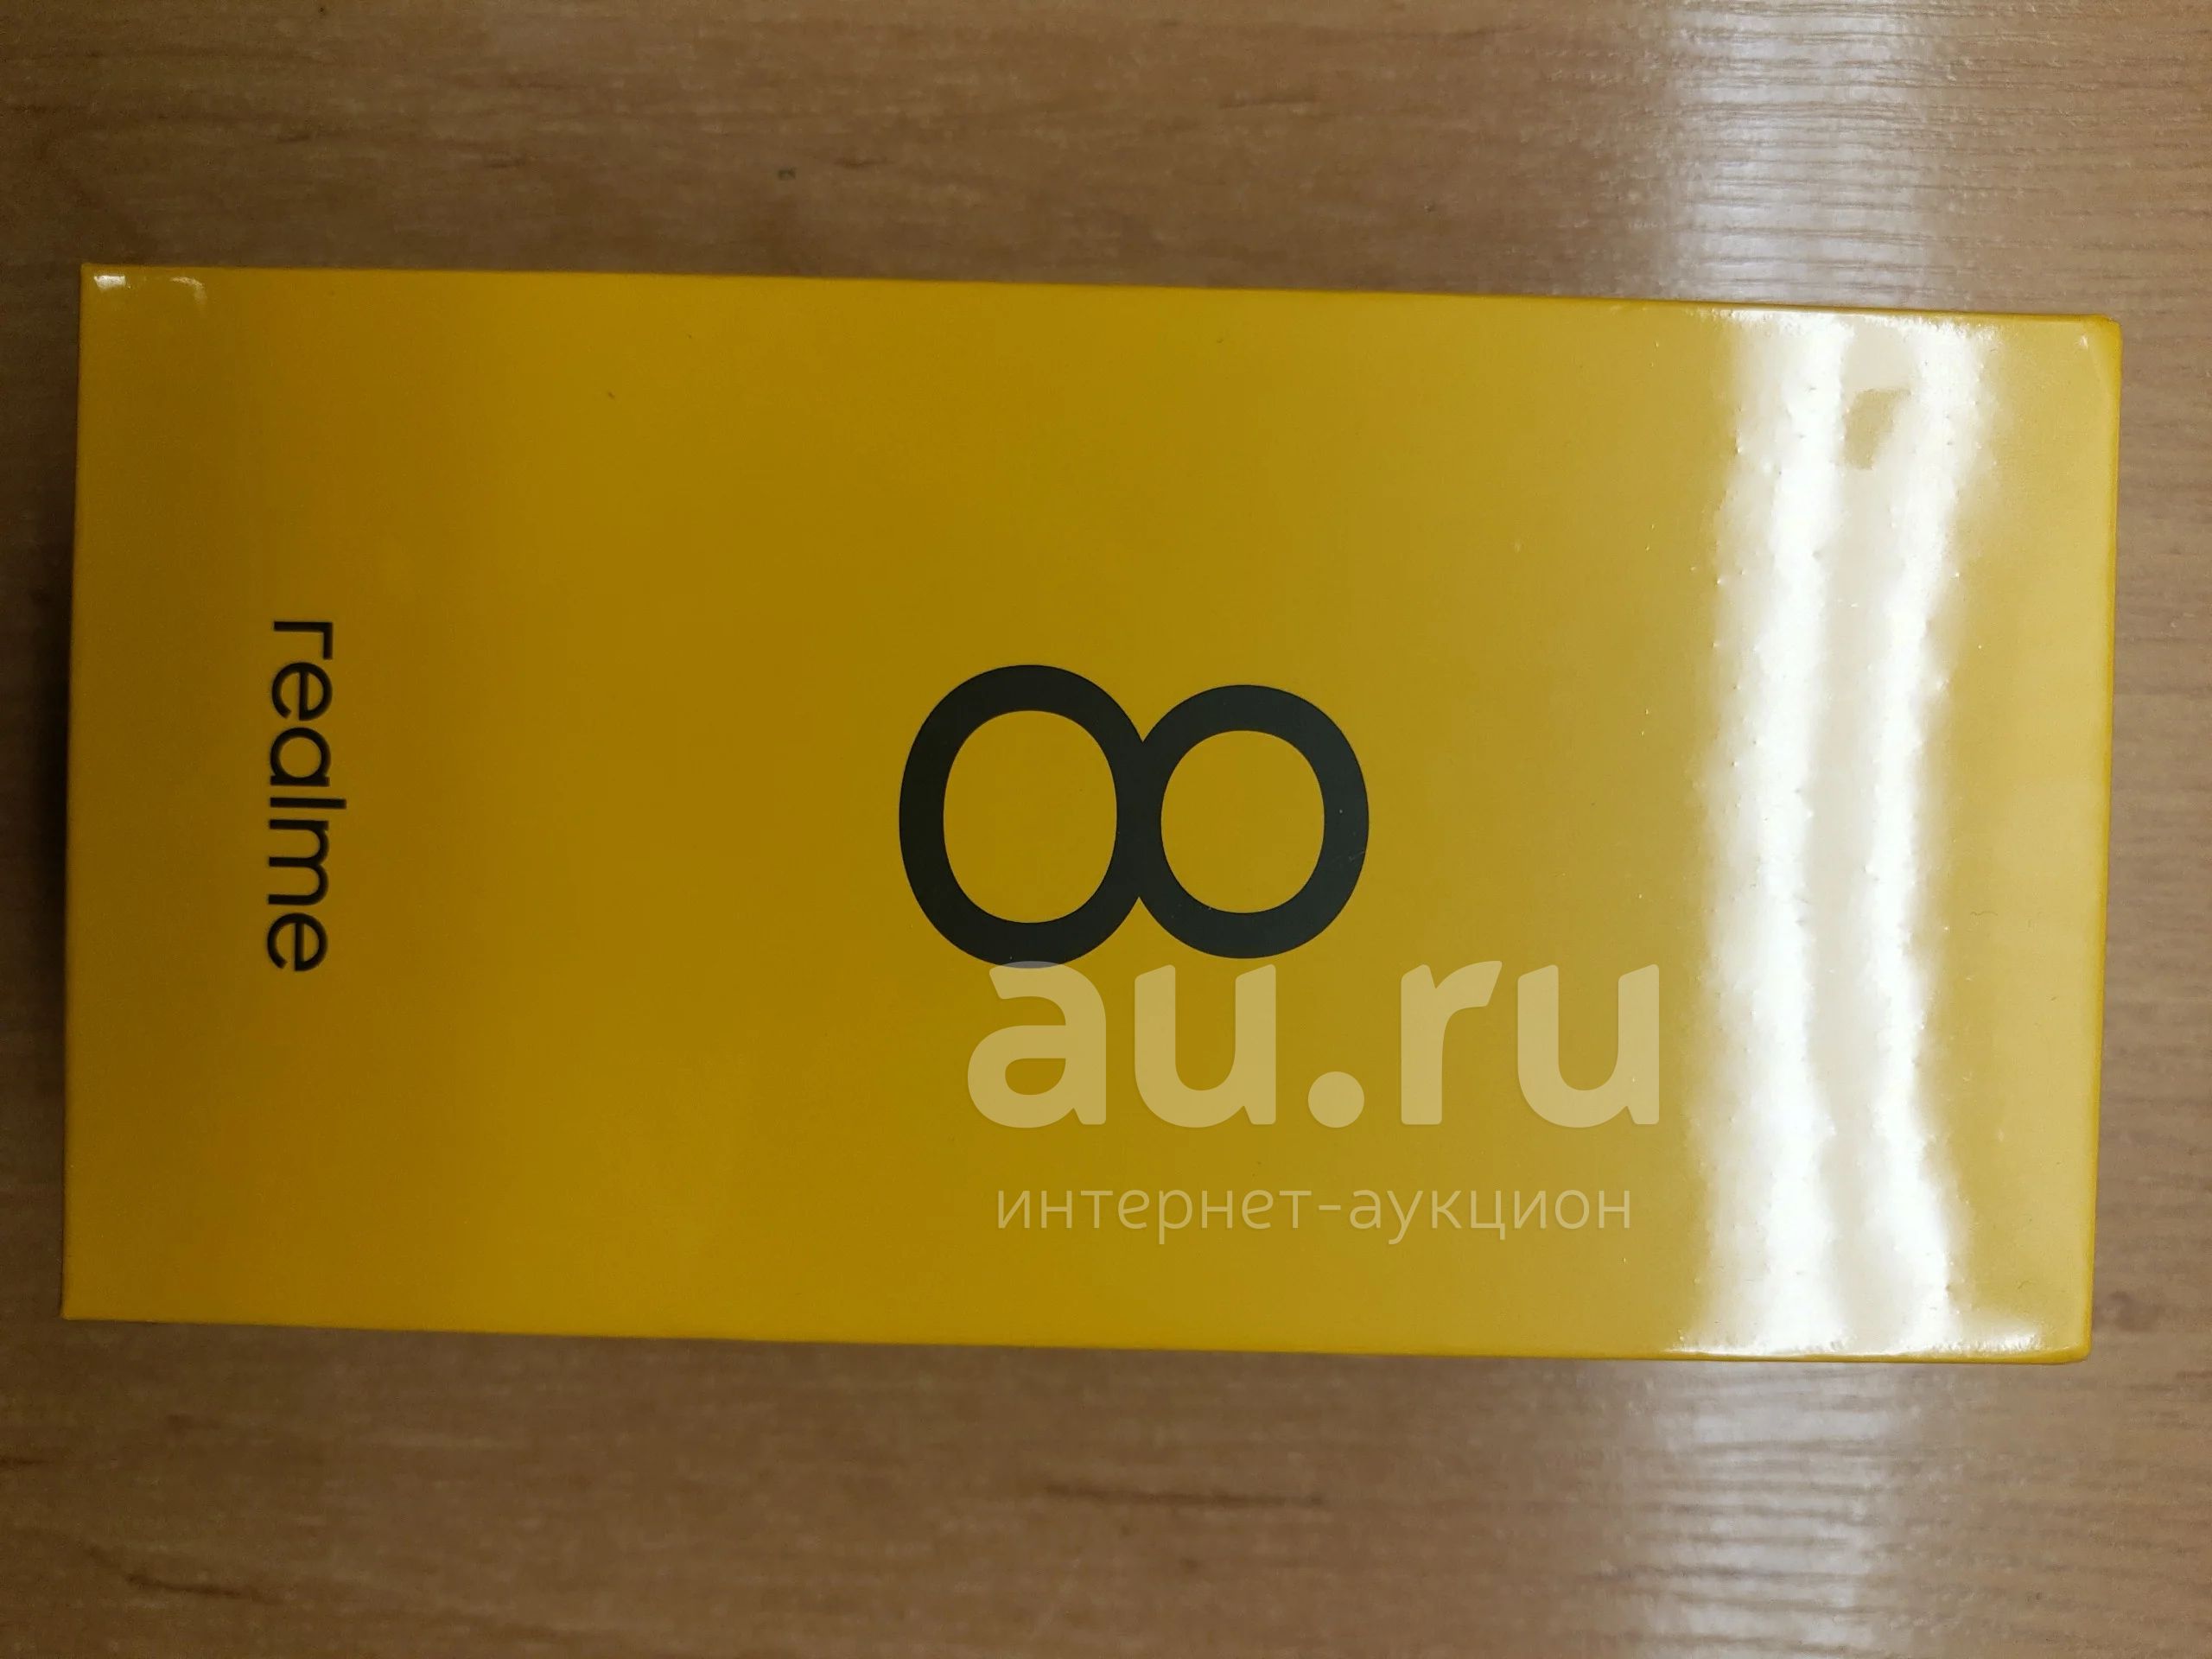 8
realme
au.ru
интернет-аукцион